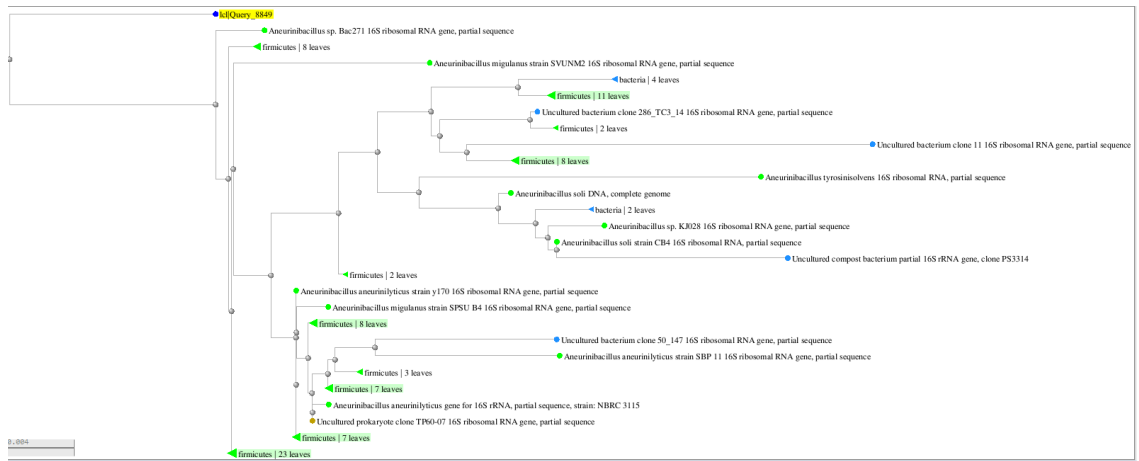 lcl|Query_8849
Aneurinibacillus sp. Bac271 16S ribosomal RNA gene, partial sequence
firmicutes | 8 leaves
Aneurinibacillus migulanus strain SVUNM2 16S ribosomal RNA gene, partial sequence
bacteria | 4 leaves
firmicutes | 11 leaves
Uncultured bacterium clone 286_TC3_14 16S ribosomal RNA gene, partial sequence
firmicutes | 2 leaves
Uncultured bacterium clone 11 16S ribosomal RNA gene, partial sequence
firmicutes | 8 leaves
Aneurinibacillus tyrosinisolvens 16S ribosomal RNA, partial sequence
Aneurinibacillus soli DNA, complete genome
bacteria | 2 leaves
Aneurinibacillus sp. KJ028 16S ribosomal RNA gene, partial sequence
Aneurinibacillus soli strain CB4 16S ribosomal RNA, partial sequence
Uncultured compost bacterium partial 16S rRNA gene, clone PS3314
firmicutes | 2 leaves
Aneurinibacillus aneurinilyticus strain y170 16S ribosomal RNA gene, partial sequence
Aneurinibacillus migulanus strain SPSU B4 16S ribosomal RNA gene, partial sequence
firmicutes | 8 leaves
Uncultured bacterium clone 50_147 16S ribosomal RNA gene, partial sequence
Aneurinibacillus aneurinilyticus strain SBP 11 16S ribosomal RNA gene, partial sequence
firmicutes | 3 leaves
firmicutes | 7 leaves
Aneurinibacillus aneurinilyticus gene for 16S rRNA, partial sequence, strain: NBRC 3115
Uncultured prokaryote clone TP60-07 16S ribosomal RNA gene, partial sequence
firmicutes | 7 leaves
0.004
firmicutes | 23 leaves